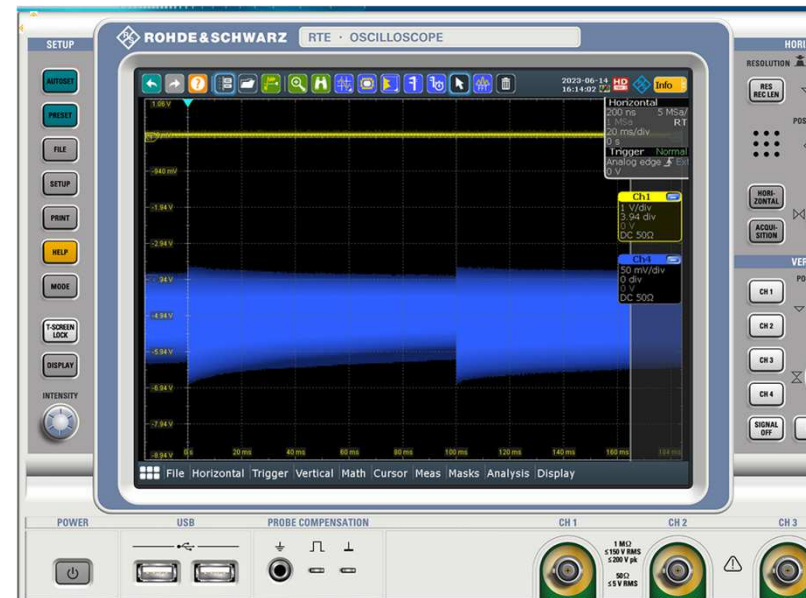 SETUP
ROHDE&SCHWARZ RTE · OSCILLOSCOPE
HORI
RESOLUTION
AUTOSET
PRESET
FILE
SETUP
PRINT
HELP
MODE
T-SCREEN
LOCK
DISPLAY
INTENSITY
2023-06-14
16:14:02
HD
Info
1.06 V
-940 mV
-1.94 V
-2.94 V
-4.94 V
-5.94 V
-6.94 V
-7.94 V
-8.94 V
0 s 20 ms 40 ms 60 ms 80 ms 100 ms 120 ms 140 ms 160 ms 184 ms
Horizontal
200 ns 5 MSa/
1 MSa RT
20 ms/div
0 s
Trigger Normal
Analog edge Ext
0 V
Ch1
1 V/div
3.94 div
0 V
DC 50Ω
Ch4
50 mV/div
0 div
0 V
DC 50Ω
File Horizontal Trigger Vertical Math Cursor Meas Masks Analysis Display
RES
REC LEN
POS
HORI-
ZONTAL
ACQUI-
SITION
VER
PO
CH 1
CH 2
CH 3
CH 4
SIGNAL
OFF
POWER USB PROBE COMPENSATION CH 1 CH 2 CH 3
1 MΩ
≤150 V RMS
≤200 V pk
50Ω
≤5 V RMS